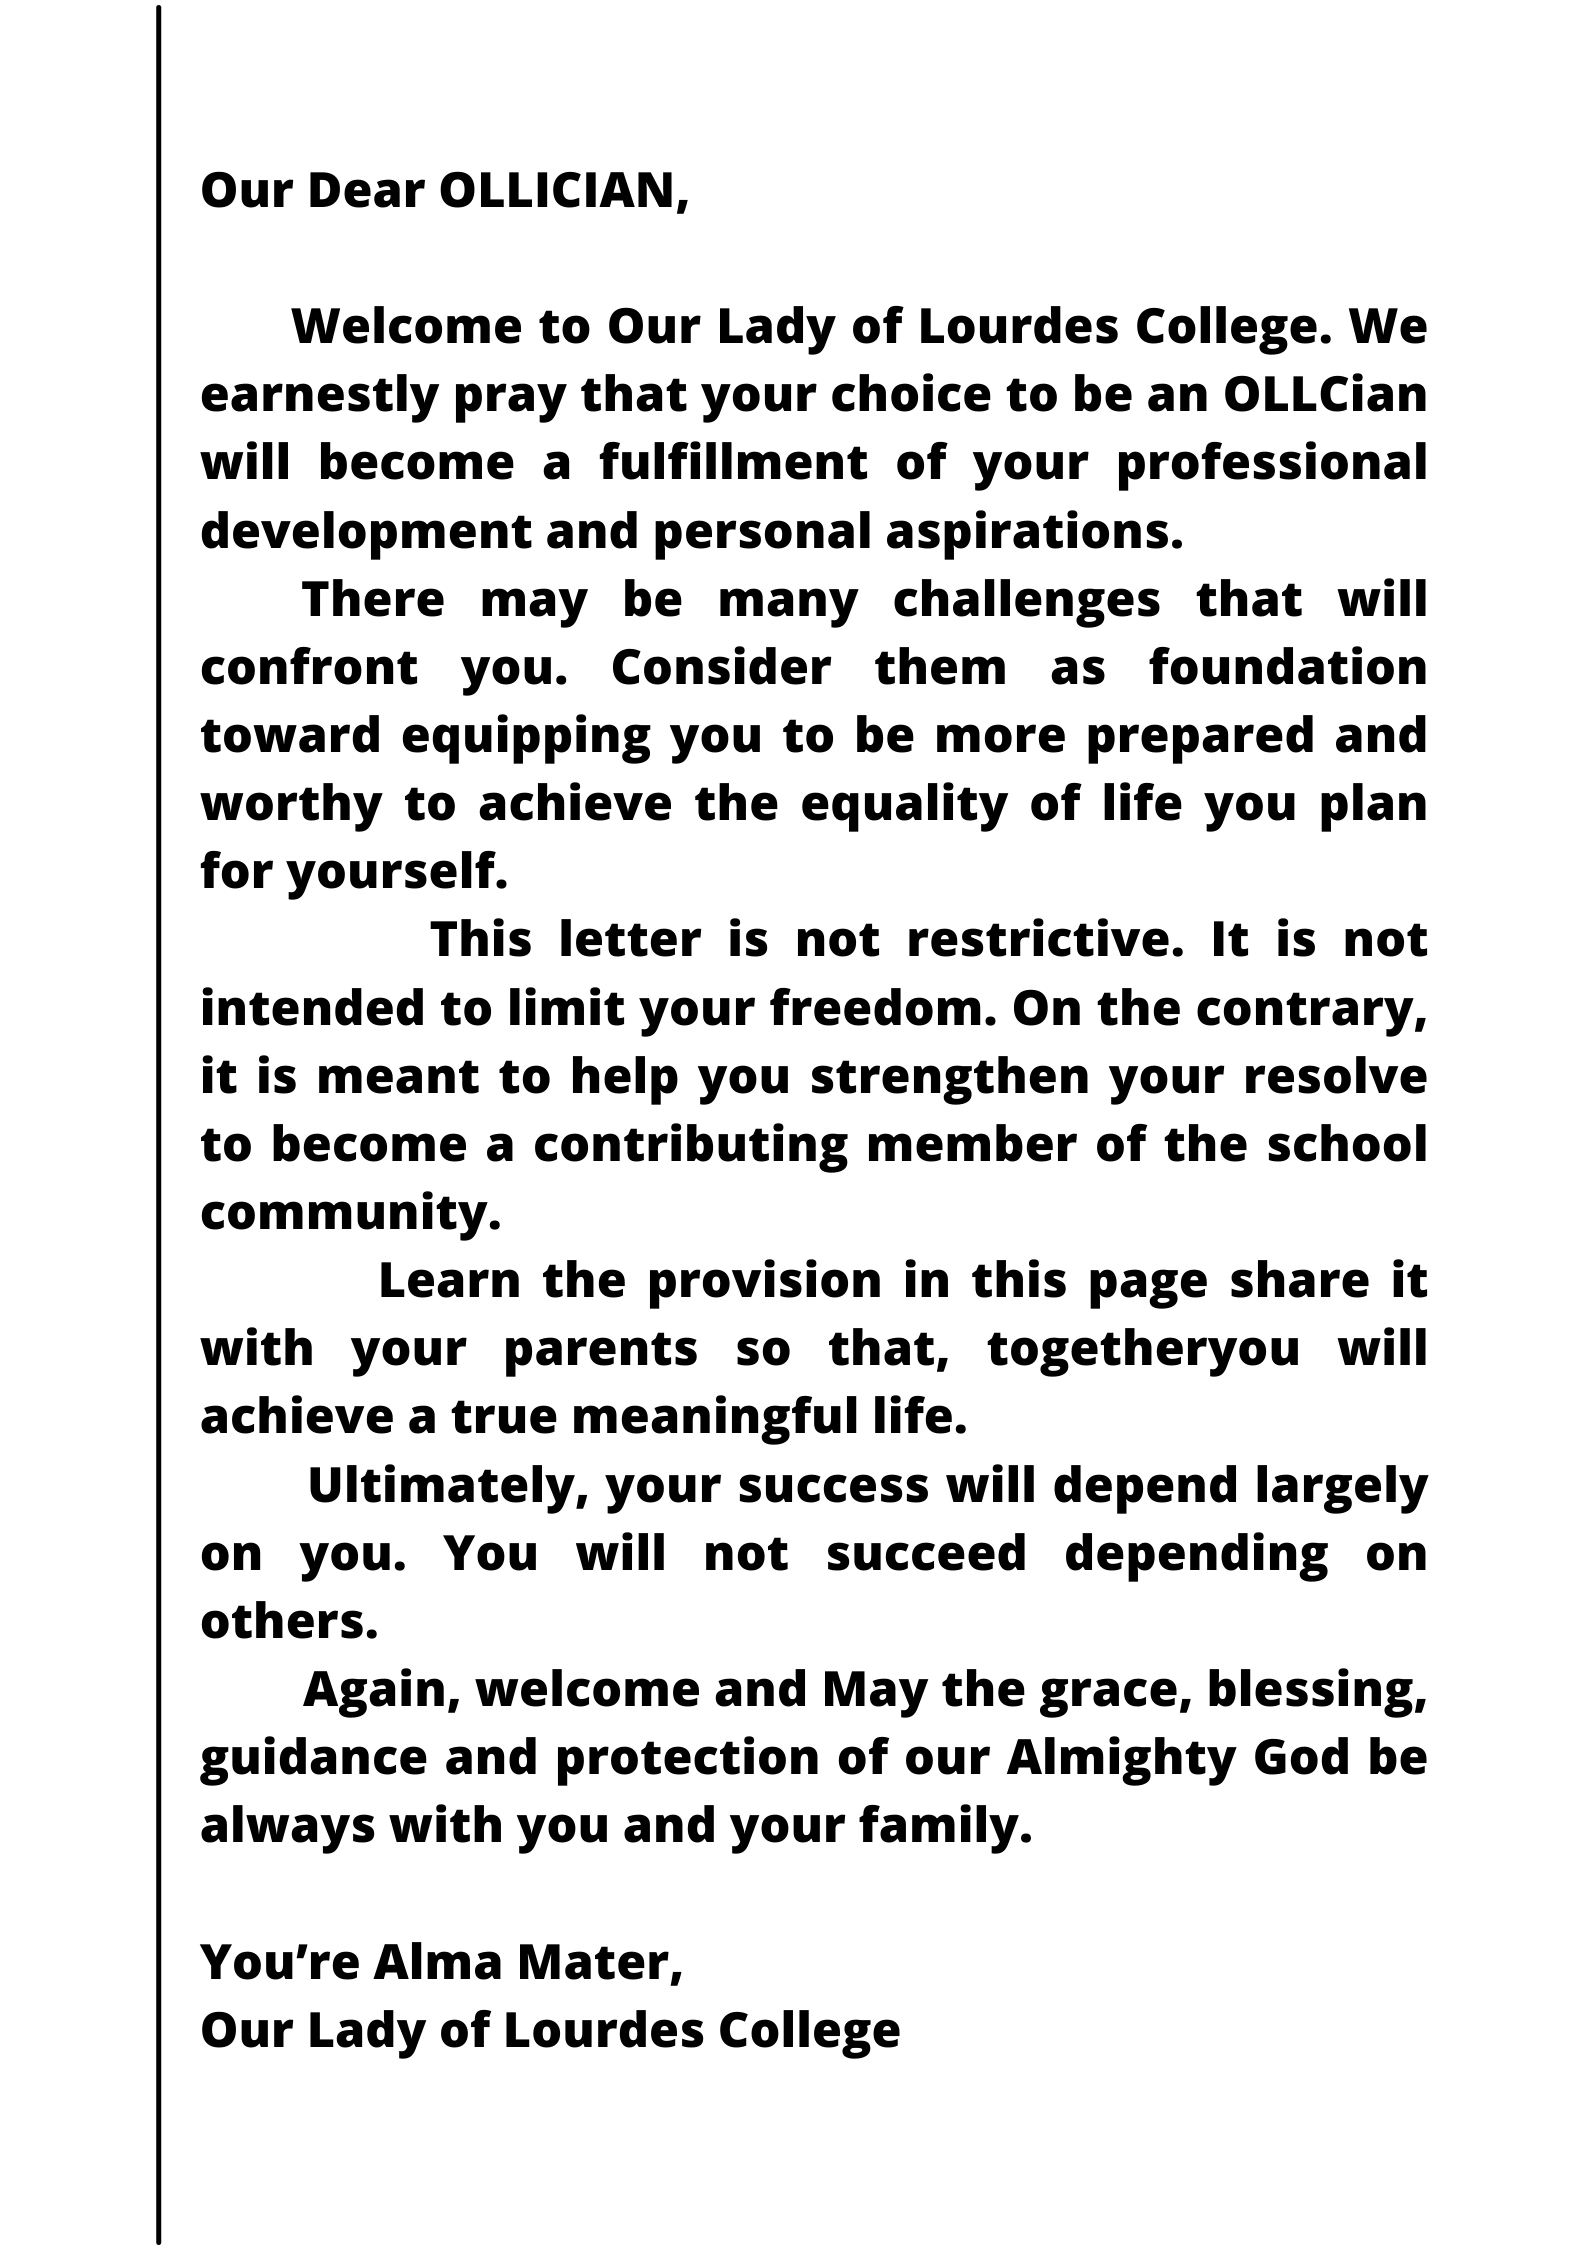 Our Dear OLLICIAN,
Welcome to Our Lady of Lourdes College. We
earnestly pray that your choice to be an OLLCian
will become a fulfillment of your professional
development and personal aspirations.
There may be many challenges that will
confront you. Consider them as foundation
toward equipping you to be more prepared and
worthy to achieve the equality of life you plan
for yourself.
This letter is not restrictive. It is not
intended to limit your freedom. On the contrary,
it is meant to help you strengthen your resolve
to become a contributing member of the school
community.
Learn the provision in this page share it
with your parents so that, togetheryou will
achieve a true meaningful life.
Ultimately, your success will depend largely
on you. You will not succeed depending on
others.
Again, welcome and May the grace, blessing,
guidance and protection of our Almighty God be
always with you and your family.
You’re Alma Mater,
Our Lady of Lourdes College